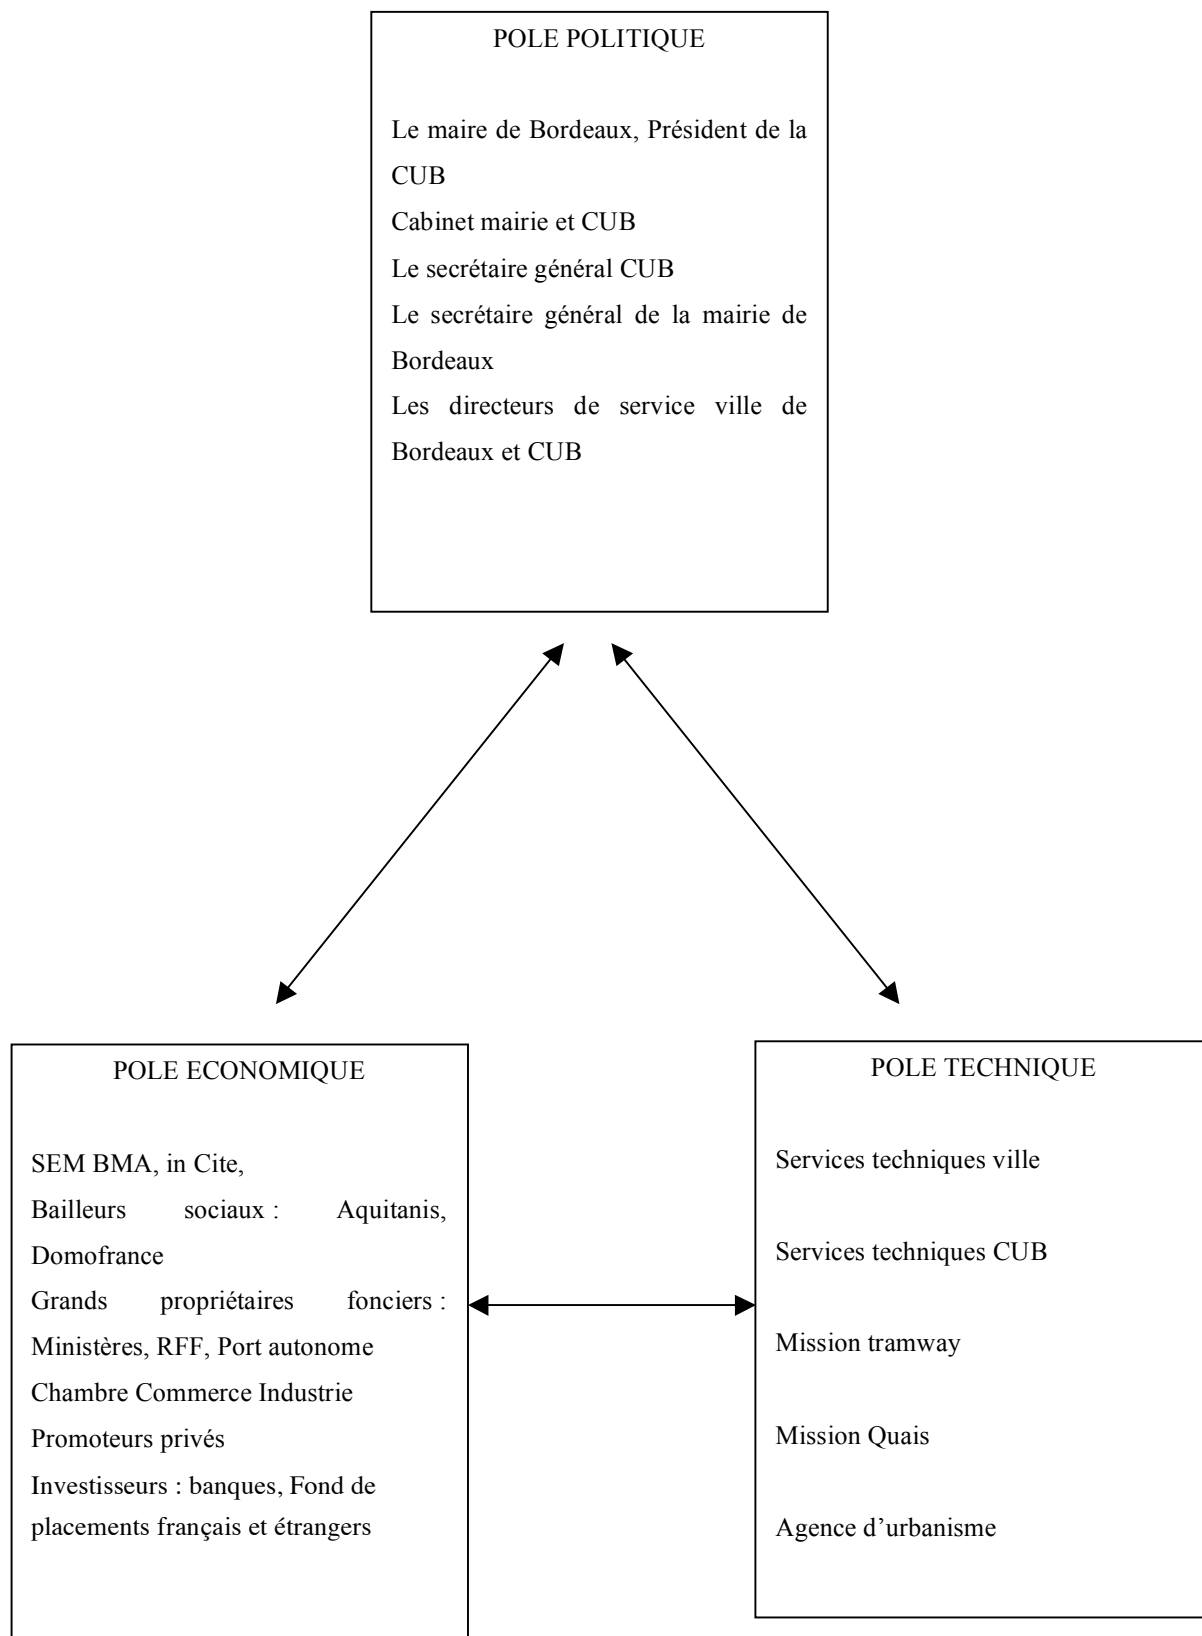 POLE POLITIQUE
Le maire de Bordeaux, Président de la
CUB
Cabinet mairie et CUB
Le secrétaire général CUB
Le secrétaire général de la mairie de
Bordeaux
Les directeurs de service ville de
Bordeaux et CUB
POLE ECONOMIQUE
SEM BMA, in Cite,
Bailleurs sociaux : Aquitanis,
Domofrance
Grands propriétaires fonciers :
Ministères, RFF, Port autonome
Chambre Commerce Industrie
Promoteurs privés
Investisseurs : banques, Fond de
placements français et étrangers
POLE TECHNIQUE
Services techniques ville
Services techniques CUB
Mission tramway
Mission Quais
Agence d’urbanisme